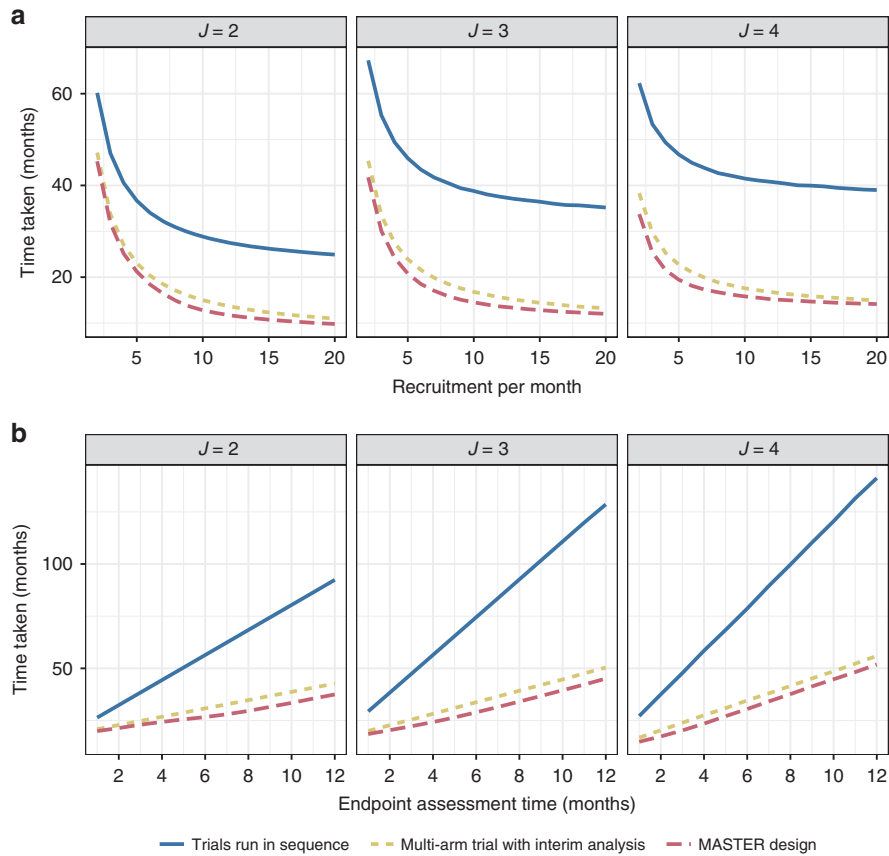 a
J = 2
J = 3
J = 4
Time taken (months)
60
40
20
5
10
15
20
5
10
15
20
5
10
15
20
Recruitment per month
b
J = 2
J = 3
J = 4
Time taken (months)
100
50
2
4
6
8
10
12
2
4
6
8
10
12
2
4
6
8
10
12
Endpoint assessment time (months)
Trials run in sequence
Multi-arm trial with interim analysis
MASTER design